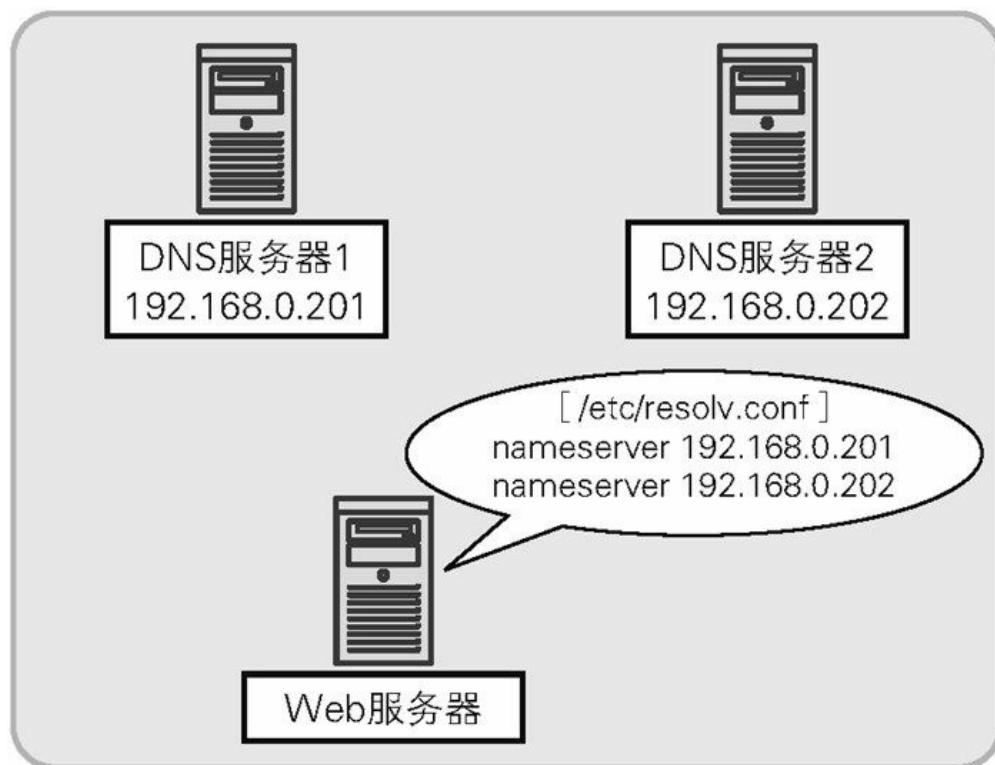 DNS服务器1
192.168.0.201
DNS服务器2
192.168.0.202
[ /etc/resolv.conf ]
nameserver 192.168.0.201
nameserver 192.168.0.202
Web服务器